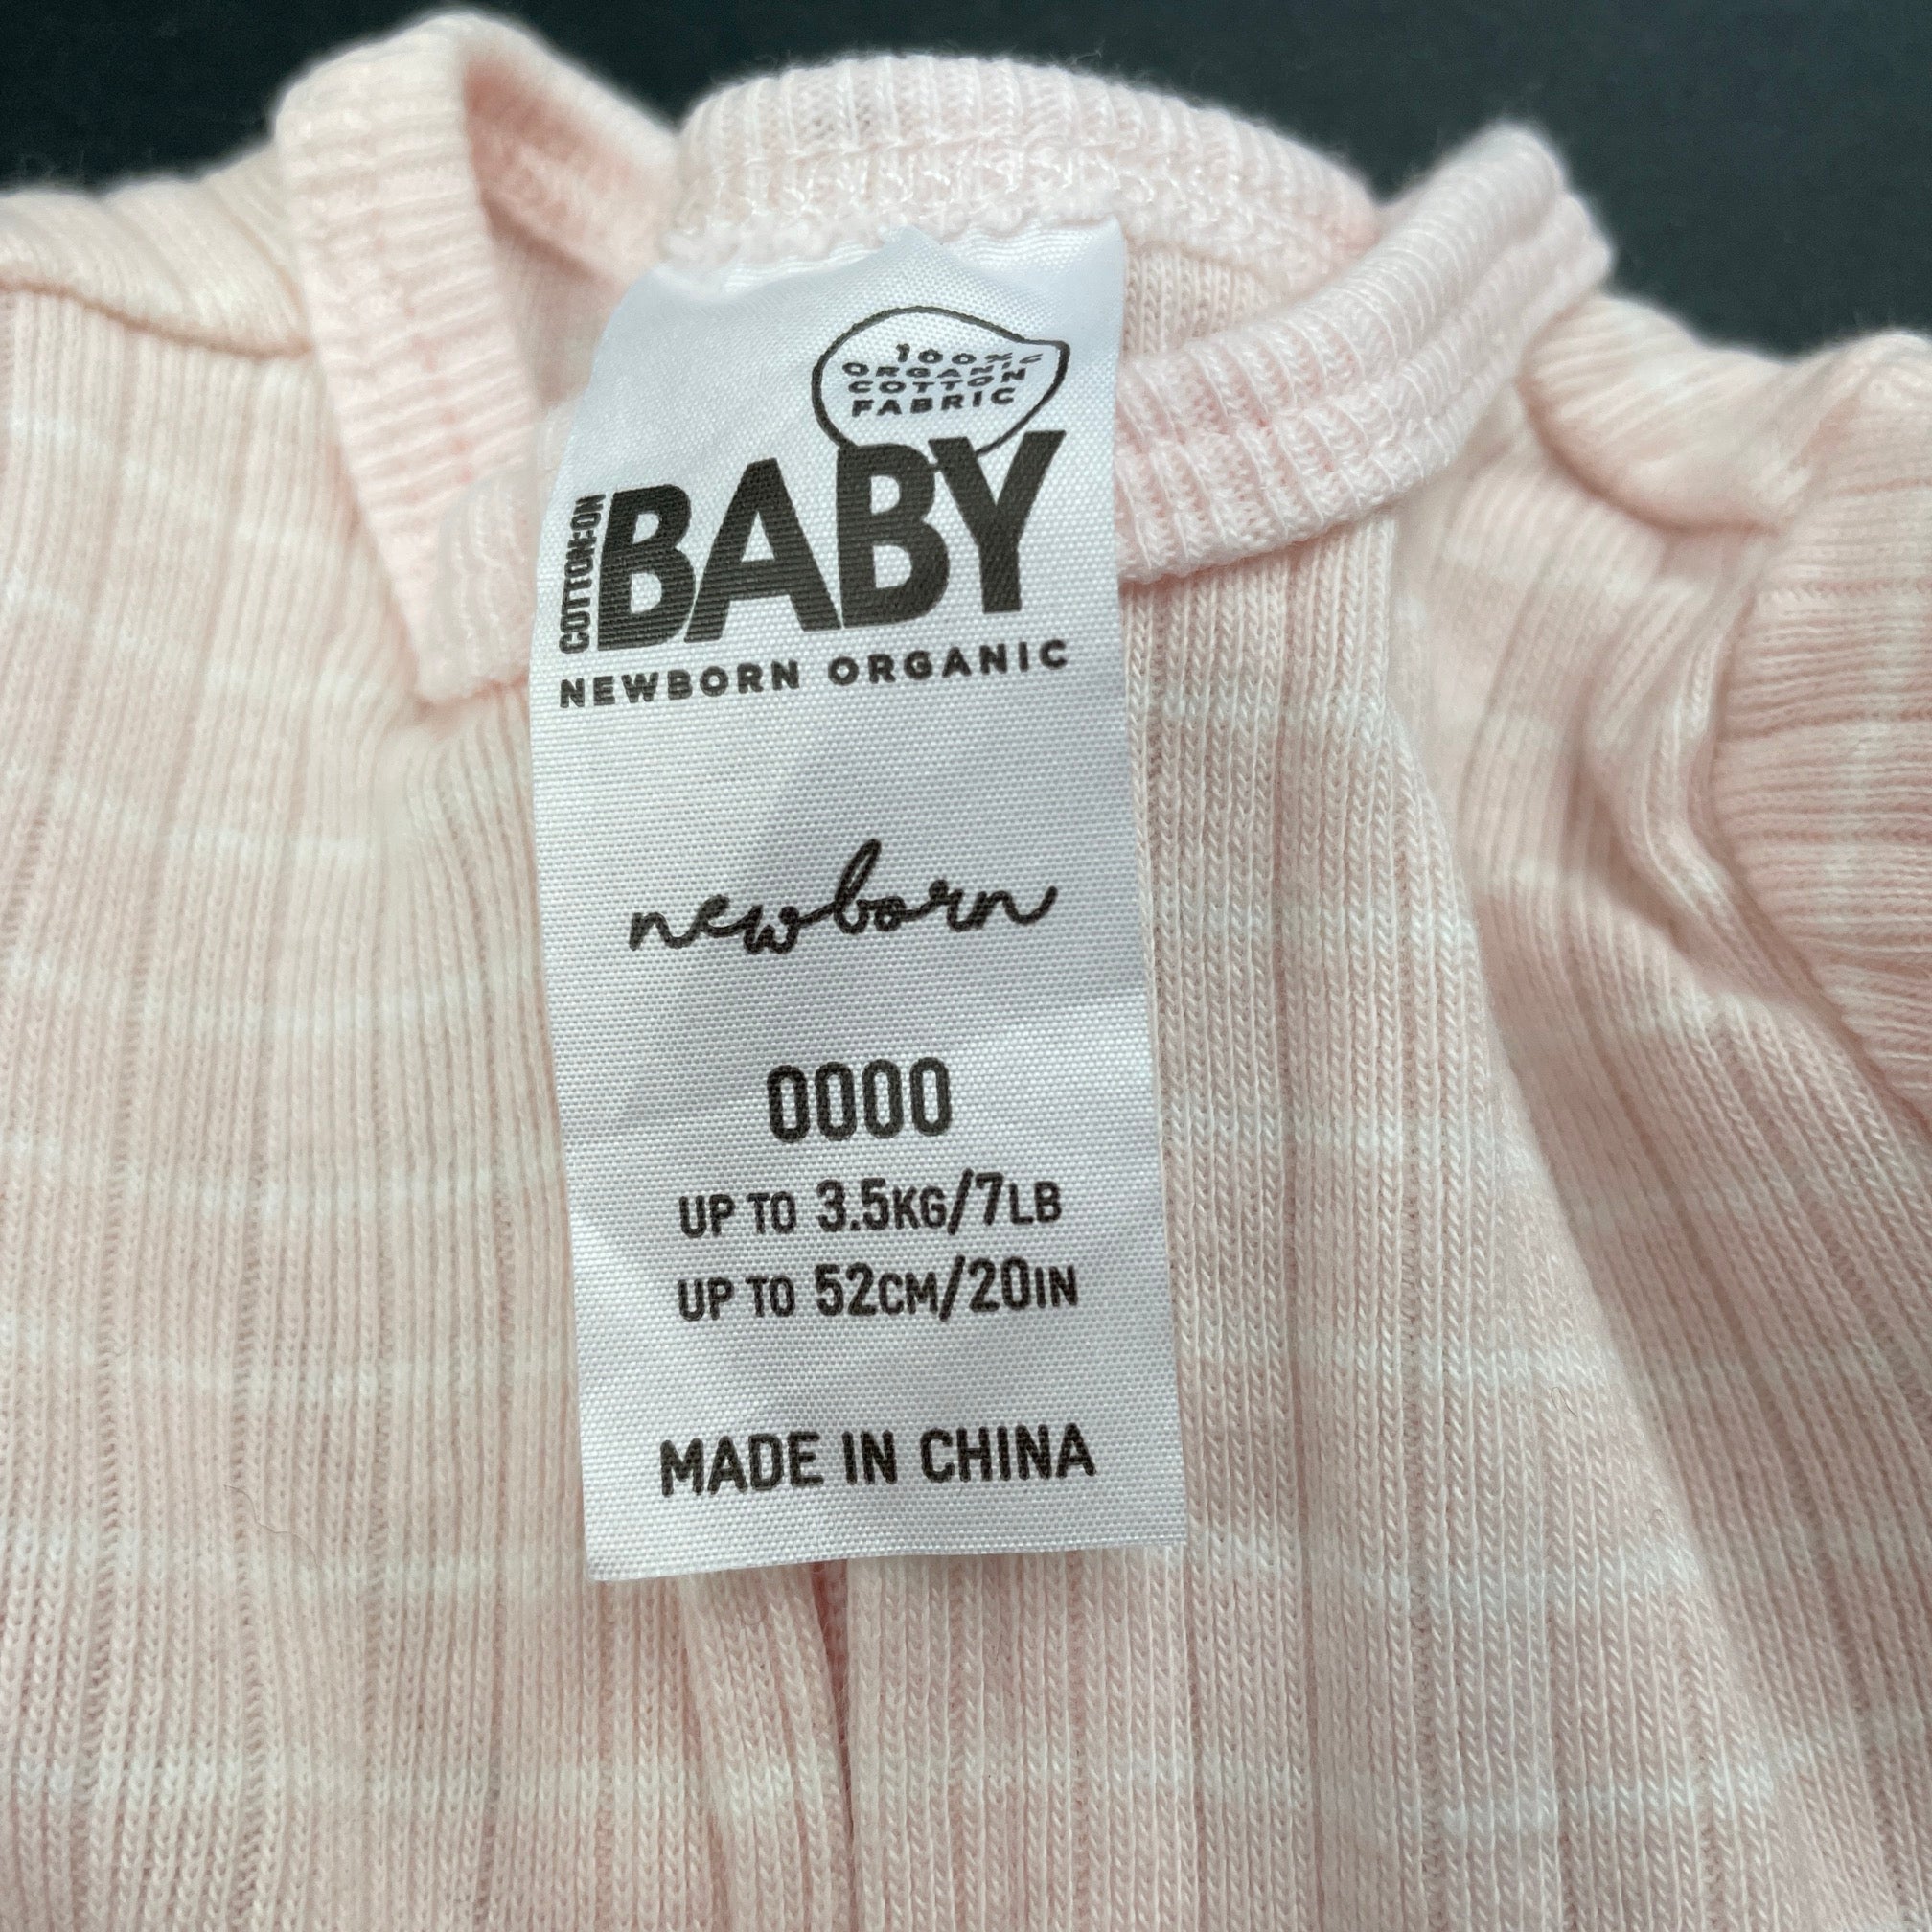 100%
ORGANIC
COTTON
FABRIC
COTTON:ON
BABY
NEWBORN ORGANIC
newborn
0000
UP TO 3.5KG/7LB
UP TO 52CM/20IN
MADE IN CHINA